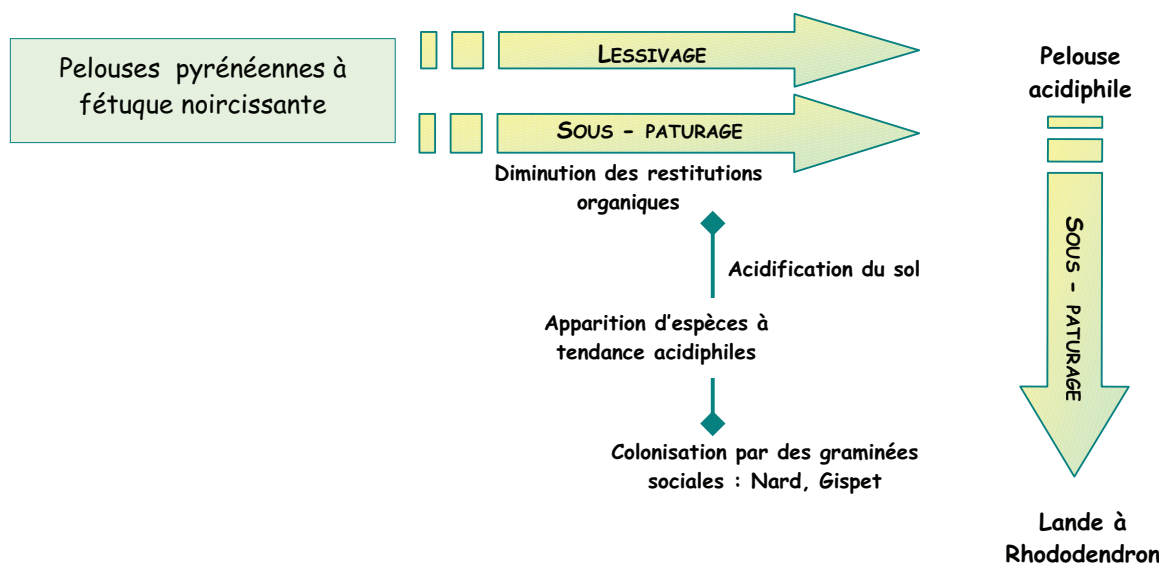 Pelouses pyrénéennes à
fétuque noircissante
LESSIVAGE
SOUS - PATURAGE
Diminution des restitutions
organiques
Acidification du sol
Apparition d'espèces à
tendance acidiphiles
Colonisation par des graminées
sociales : Nard, Gispet
Pelouse
acidiphile
SOUS - PATURAGE
Lande à
Rhododendron